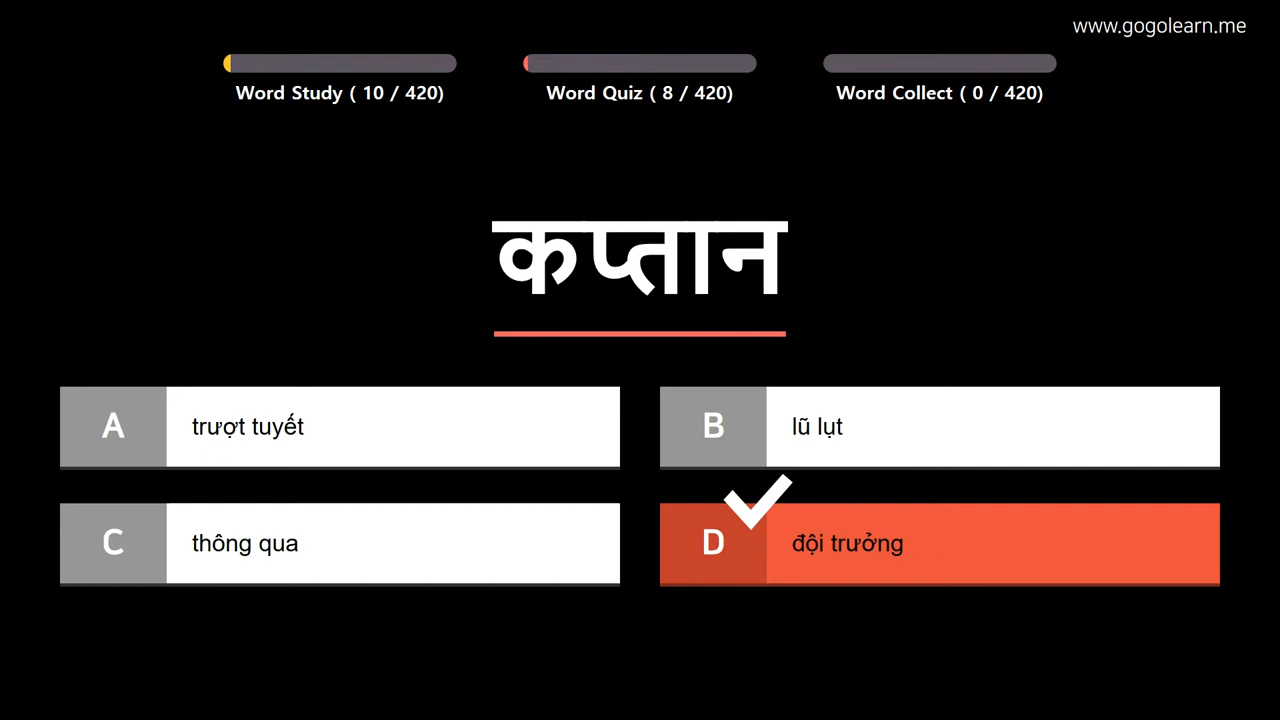 www.gogolearn.me
Word Study ( 10 / 420)
Word Quiz ( 8 / 420)
Word Collect ( 0 / 420)
कप्तान
A trượt tuyết
B lũ lụt
C thông qua
D đội trưởng